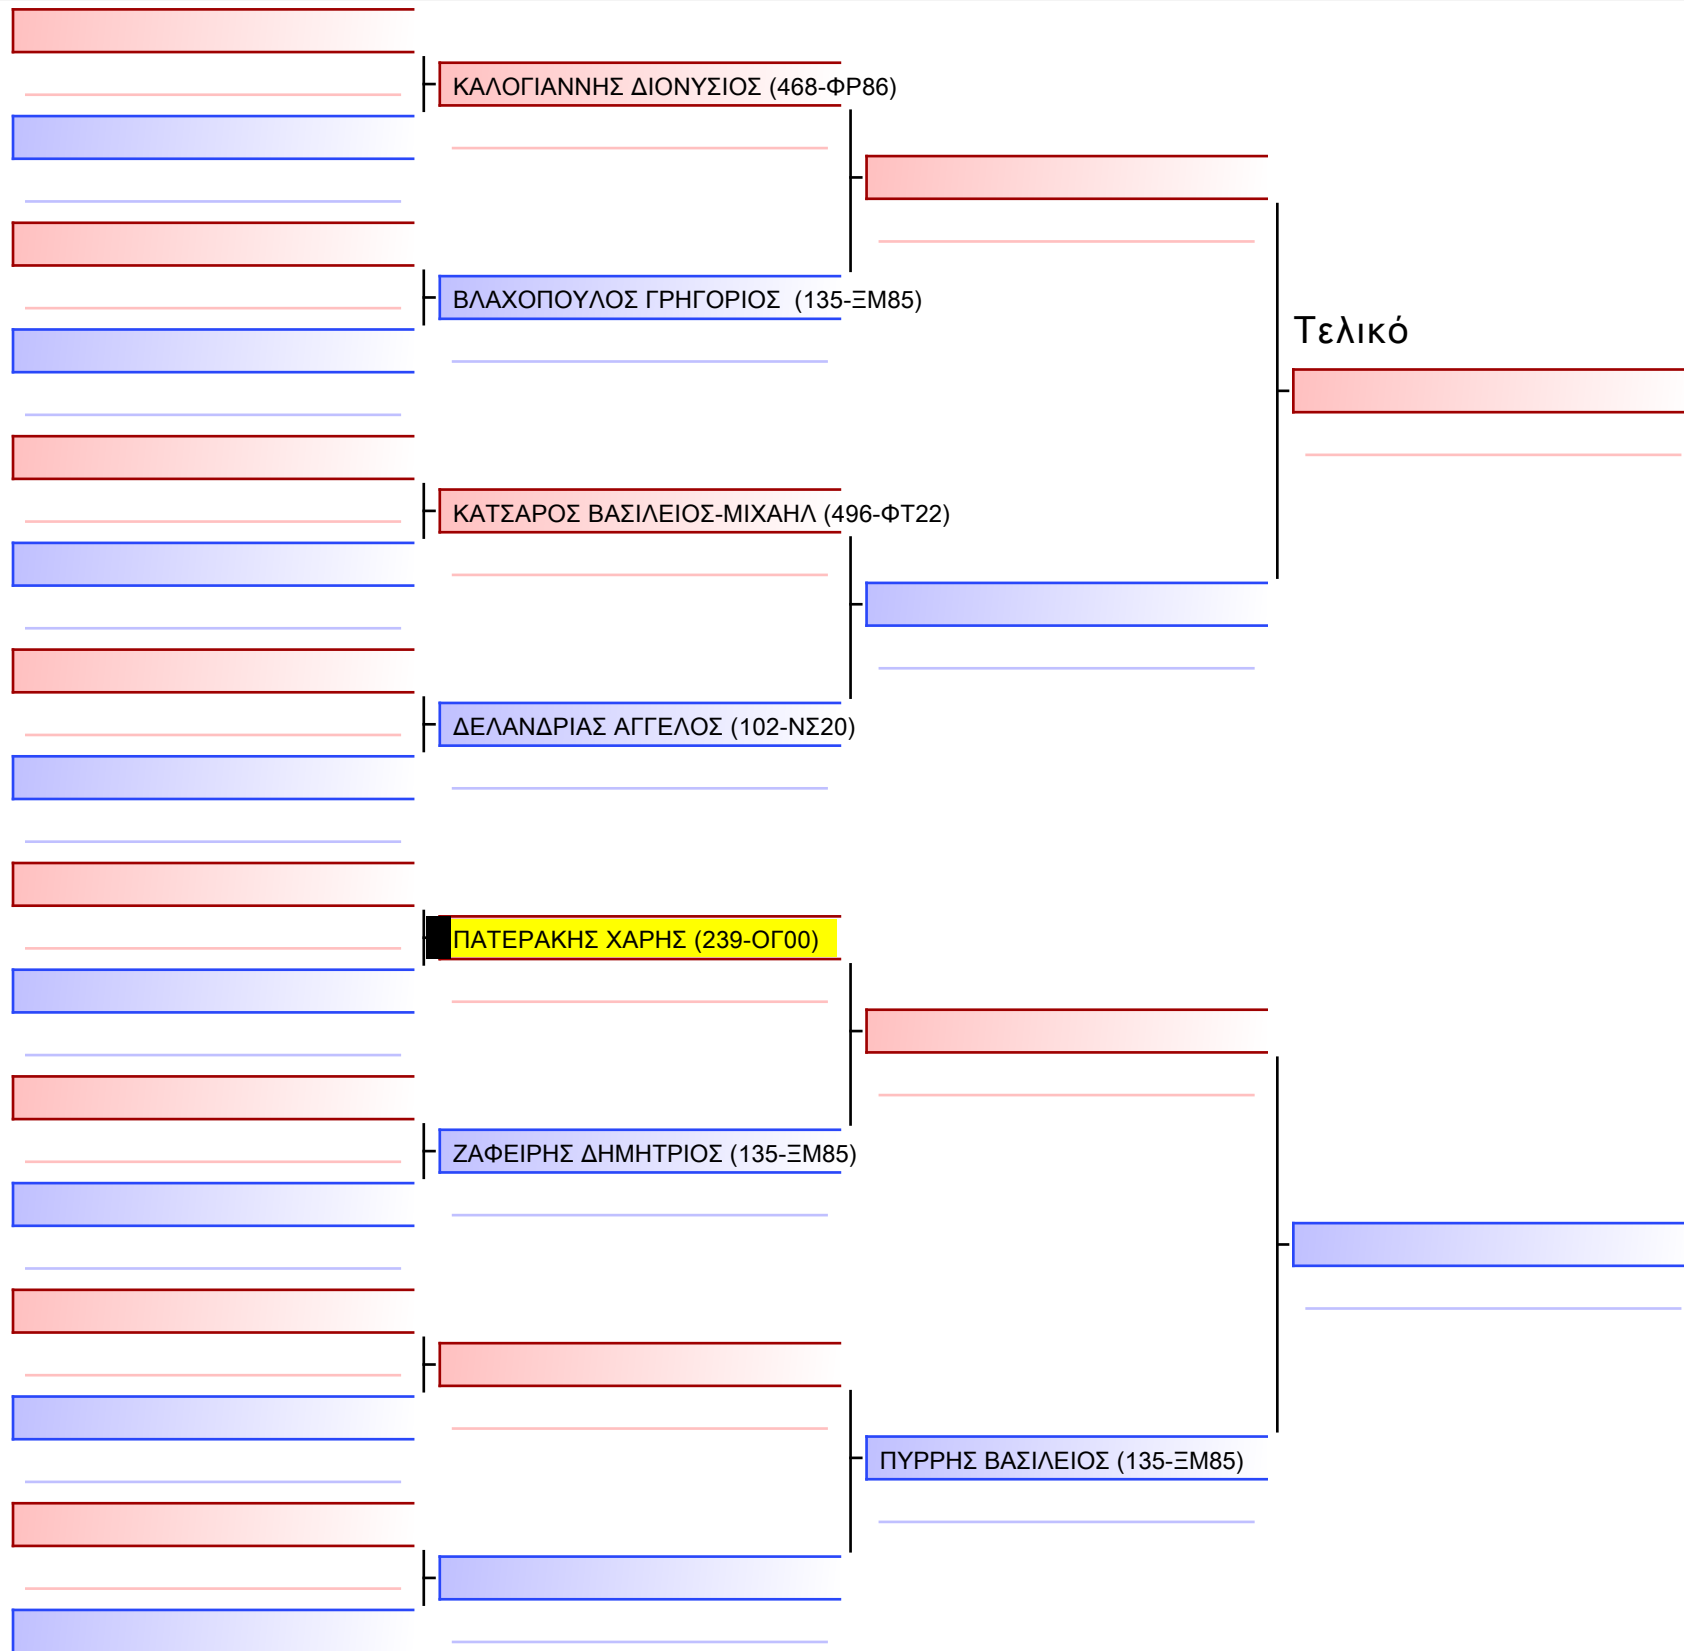 ΚΑΛΟΓΙΑΝΝΗΣ ΔΙΟΝΥΣΙΟΣ (468-ΦΡ86)
ΒΛΑΧΟΠΟΥΛΟΣ ΓΡΗΓΟΡΙΟΣ (135-ΞΜ85)
Τελικό
ΚΑΤΣΑΡΟΣ ΒΑΣΙΛΕΙΟΣ-ΜΙΧΑΗΛ (496-ΦΤ22)
ΔΕΛΑΝΔΡΙΑΣ ΑΓΓΕΛΟΣ (102-ΝΣ20)
ΠΑΤΕΡΑΚΗΣ ΧΑΡΗΣ (239-ΟΓ00)
ΖΑΦΕΙΡΗΣ ΔΗΜΗΤΡΙΟΣ (135-ΞΜ85)
ΠΥΡΡΗΣ ΒΑΣΙΛΕΙΟΣ (135-ΞΜ85)